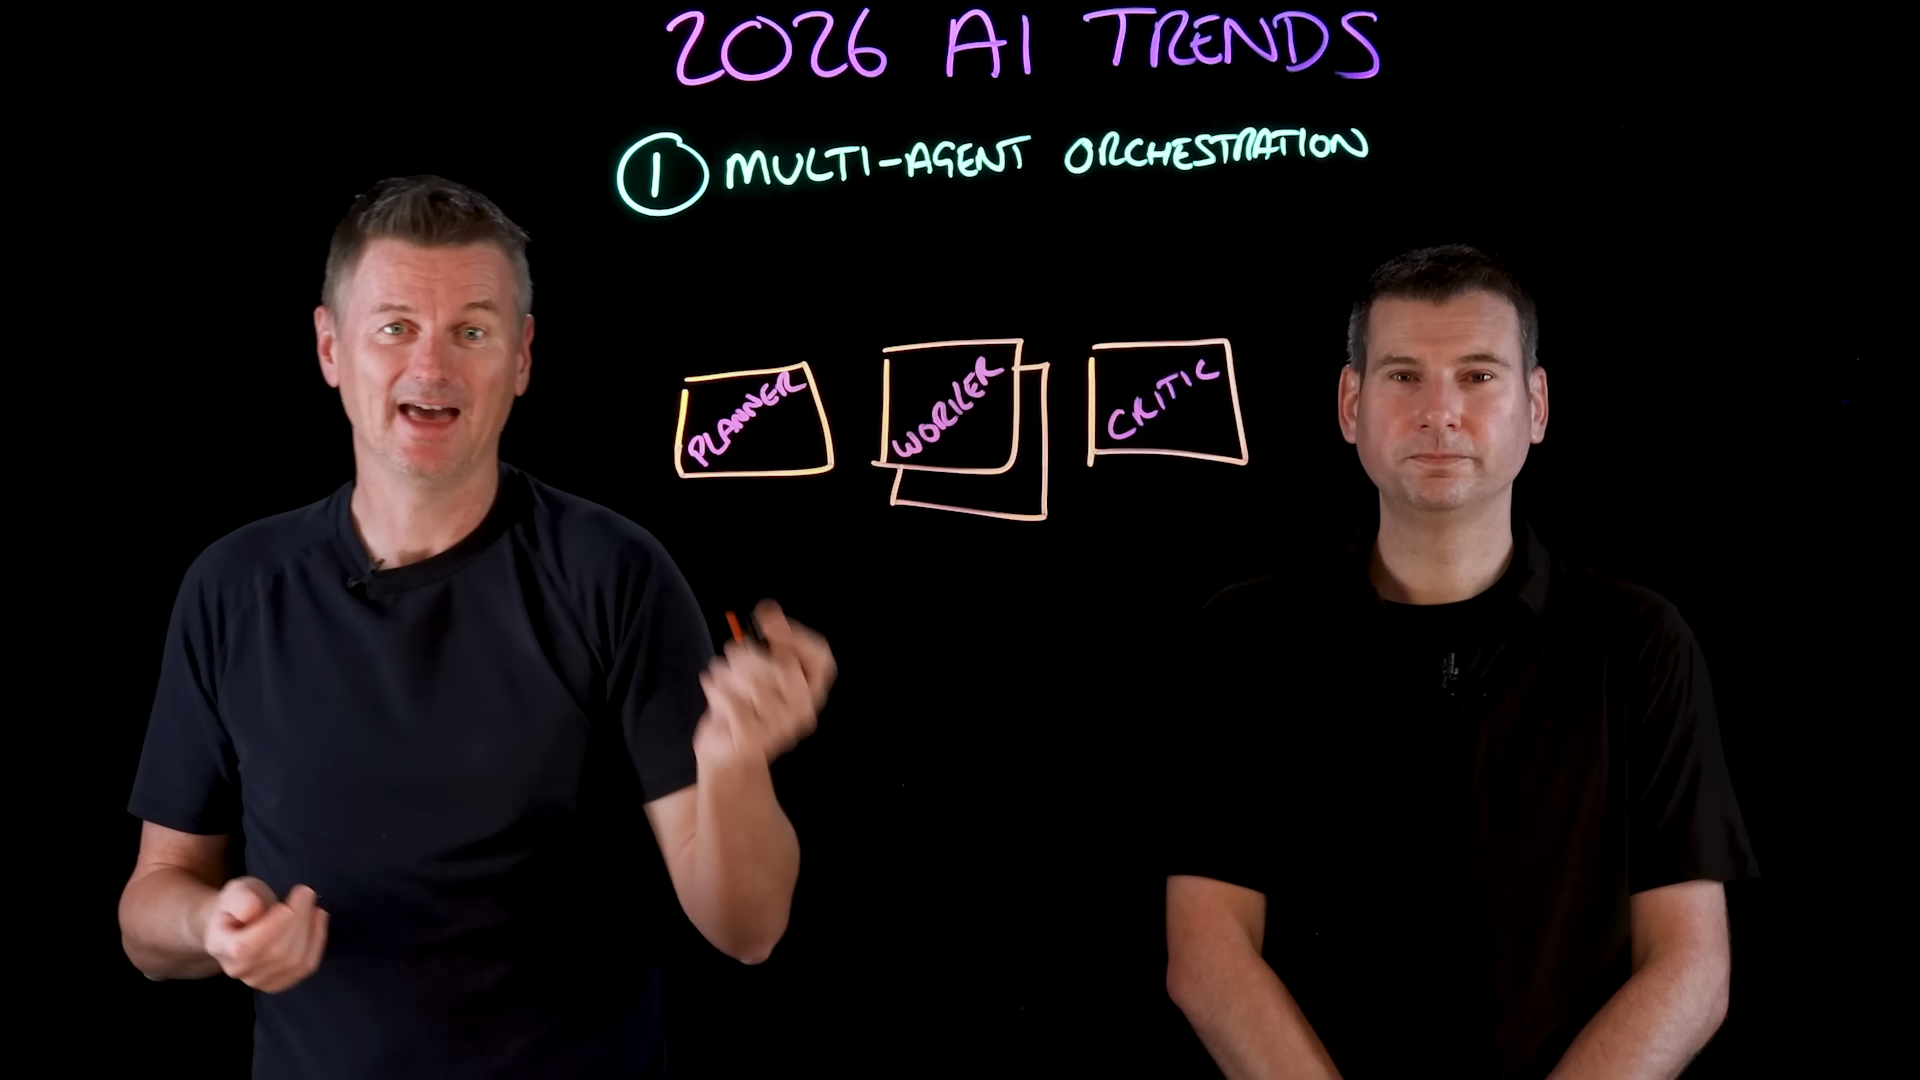 2026 AI TRENDS
1 MULTI-AGENT ORCHESTRATION
PLANNER
WORKER
CRITIC